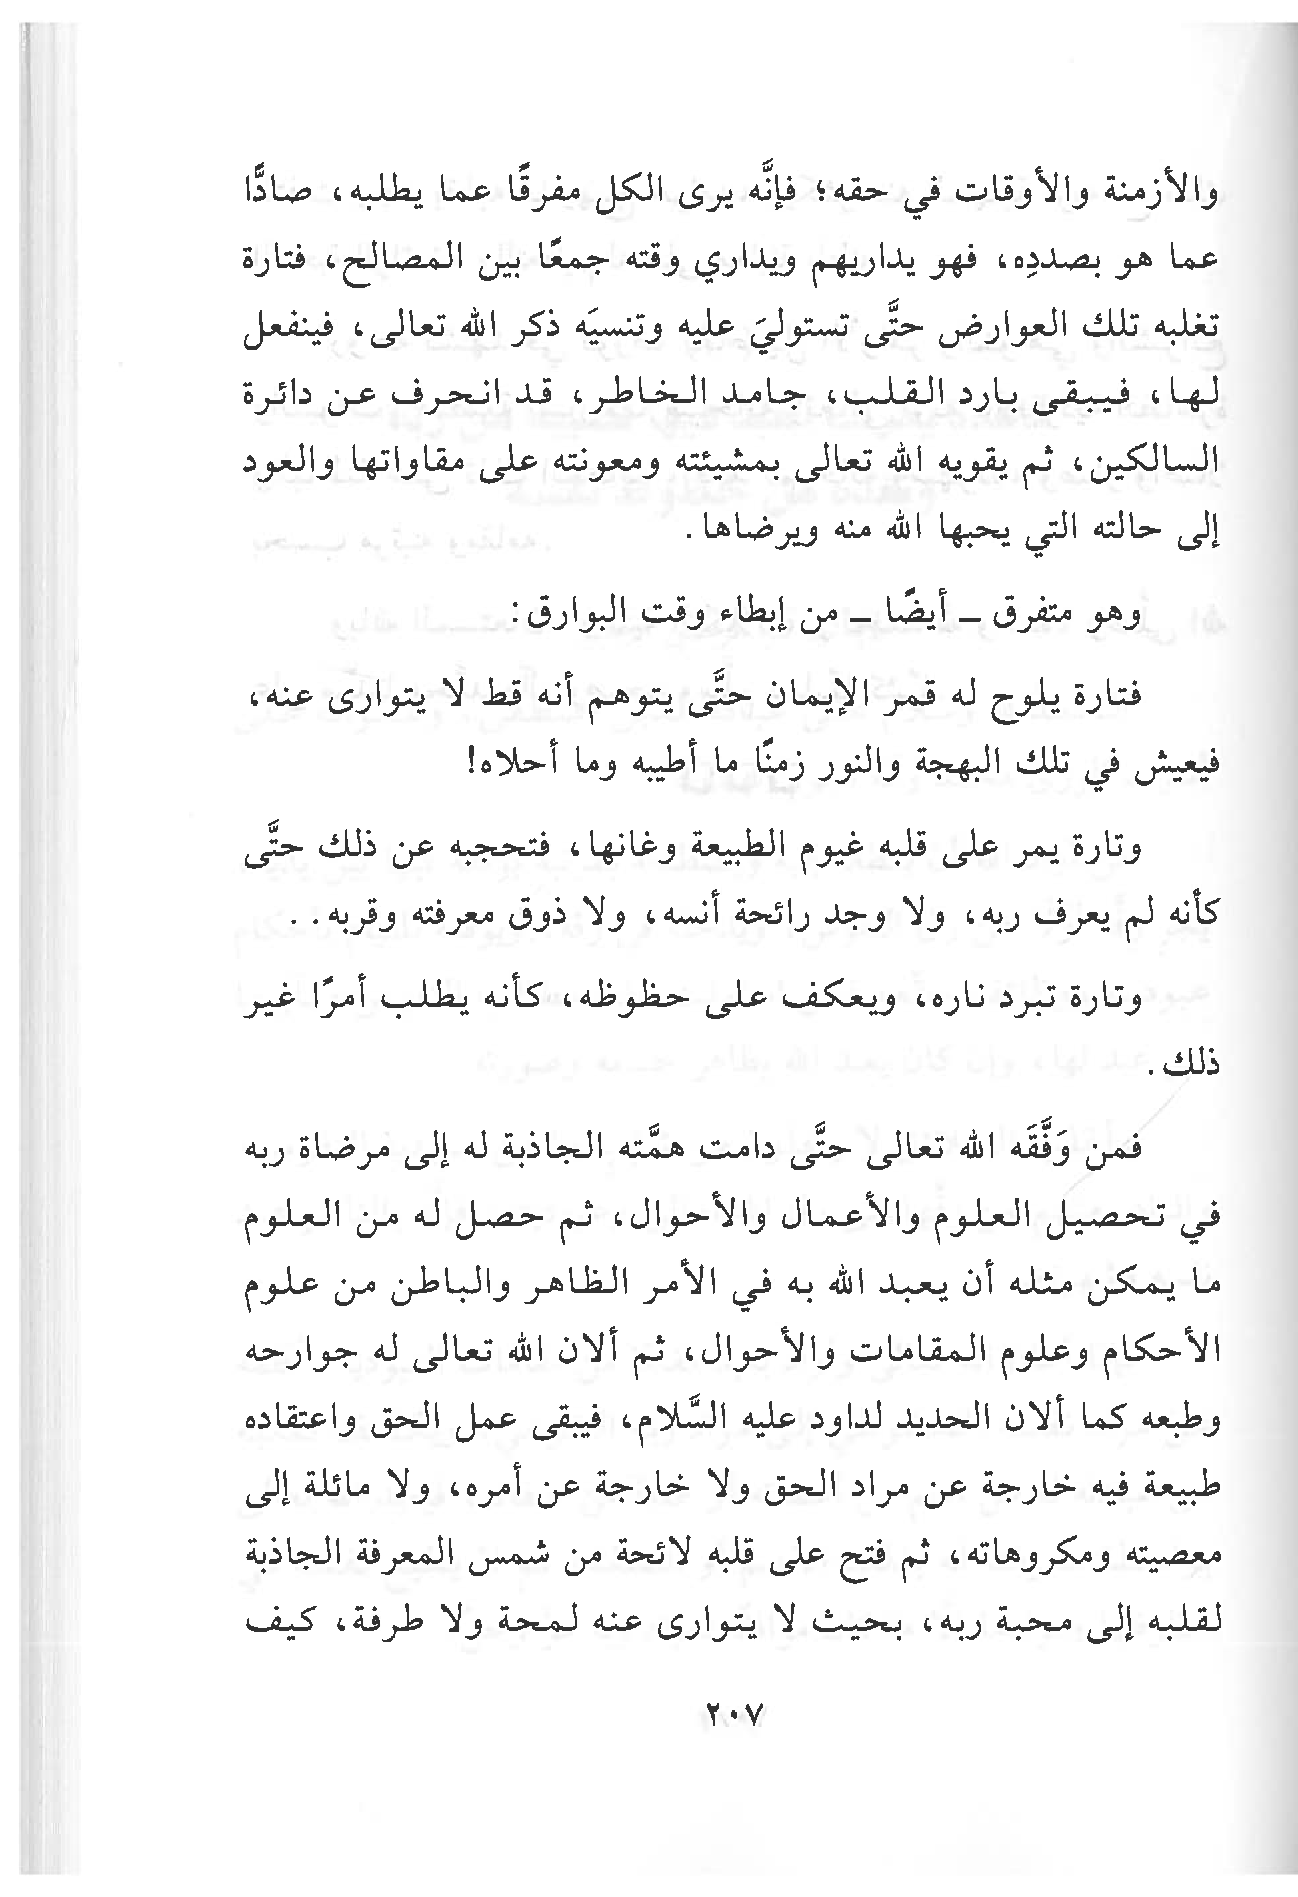 والأزمنة والأوقات في حقه؛ فإنَّه يرى الكل مفرقًا عما يطلبه، صادًّا
عما هو بصددِه، فهو يداريهم ويداري وقته جمعًا بين المصالح، فتارة
تغلبه تلك العوارض حتَّى تستوليَ عليه وتنسيَه ذكر الله تعالى، فينفعل
لها، فيبقى بارد القلب، جامد الخاطر، قد انحرف عن دائرة
السالكين، ثم يقويه الله تعالى بمشيئته ومعونته على مقاواتها والعود
إلى حالته التي يحبها الله منه ويرضاها.
وهو متفرق - أيضًا - من إبطاء وقت البوارق:
فتارة يلوح له قمر الإيمان حتَّى يتوهم أنه قط لا يتوارى عنه،
فيعيش في تلك البهجة والنور زمنًا ما أطيبه وما أحلاه!
وتارة يمر على قلبه غيوم الطبيعة وغانها، فتحجبه عن ذلك حتَّى
كأنه لم يعرف ربه، ولا وجد رائحة أنسه، ولا ذوق معرفته وقربه..
وتارة تبرد ناره، ويعكف على حظوظه، كأنه يطلب أمرًا غير
ذلك.
فمن وَفَّقَه الله تعالى حتَّى دامت همَّته الجاذبة له إلى مرضاة ربه
في تحصيل العلوم والأعمال والأحوال، ثم حصل له من العلوم
ما يمكن مثله أن يعبد الله به في الأمر الظاهر والباطن من علوم
الأحكام وعلوم المقامات والأحوال، ثم ألان الله تعالى له جوارحه
وطبعه كما ألان الحديد لداود عليه السَّلام، فيبقى عمل الحق واعتقاده
طبيعة فيه خارجة عن مراد الحق ولا خارجة عن أمره، ولا مائلة إلى
معصيته ومكروهاته، ثم فتح على قلبه لائحة من شمس المعرفة الجاذبة
لقلبه إلى محبة ربه، بحيث لا يتوارى عنه لمحة ولا طرفة، كيف
٢٠٧